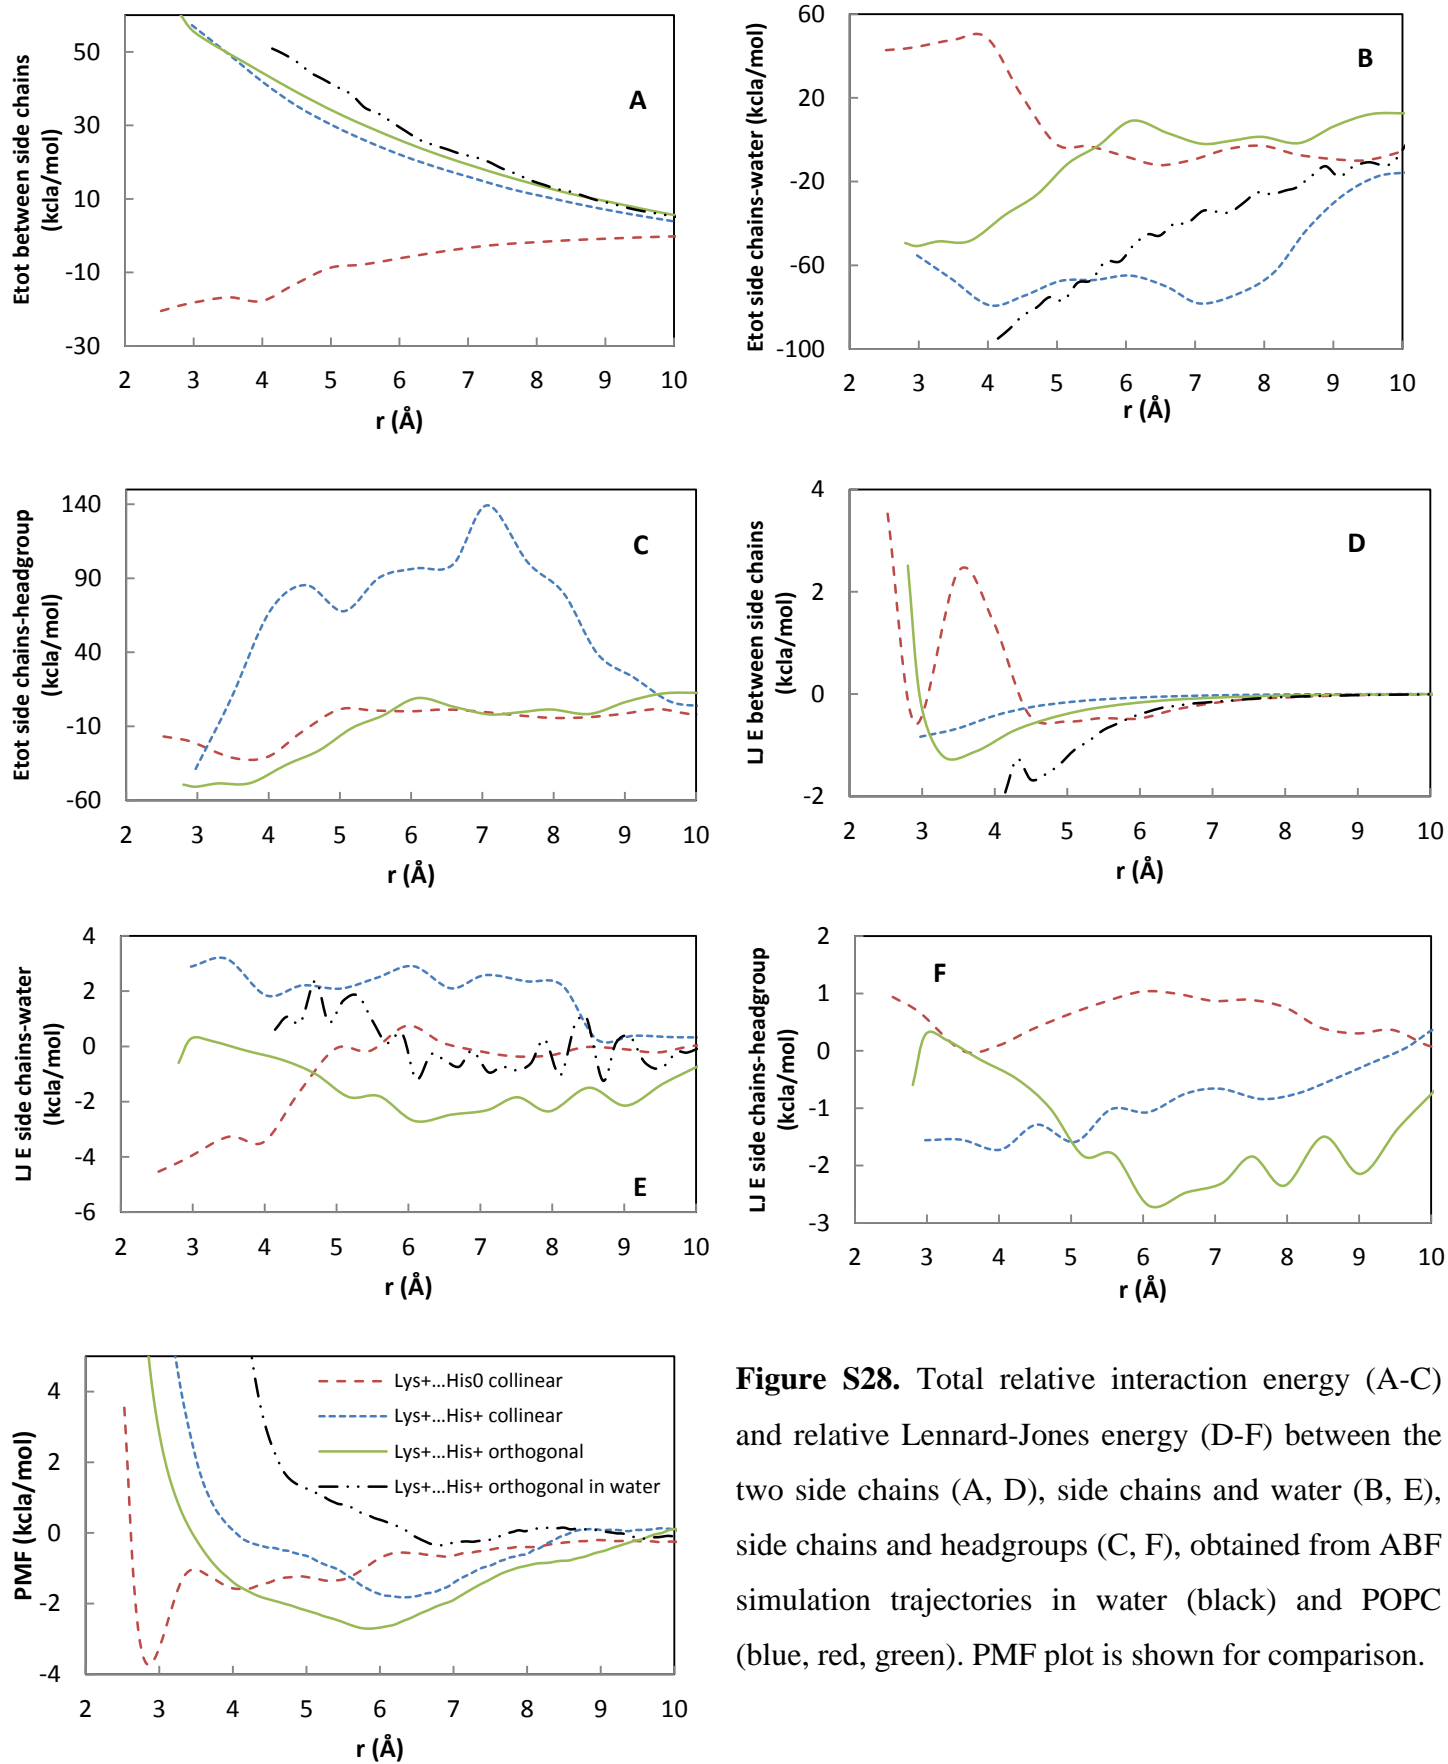 Etot between side chains
(kcla/mol)
50
30
10
-10
-30
A
2 3 4 5 6 7 8 9 10
r (Å)
Etot side chains-water (kcla/mol)
60
20
-20
-60
-100
B
2 3 4 5 6 7 8 9 10
r (Å)
Etot side chains-headgroup
(kcla/mol)
140
90
40
-10
-60
C
2 3 4 5 6 7 8 9 10
r (Å)
LJ E between side chains
(kcla/mol)
4
2
0
-2
D
2 3 4 5 6 7 8 9 10
r (Å)
LJ E side chains-water
(kcla/mol)
4
2
0
-2
-4
-6
E
2 3 4 5 6 7 8 9 10
r (Å)
LJ E side chains-headgroup
(kcla/mol)
2
1
0
-1
-2
-3
F
2 3 4 5 6 7 8 9 10
r (Å)
PMF (kcla/mol)
4
2
0
-2
-4
Lys+...His0 collinear
Lys+...His+ collinear
Lys+...His+ orthogonal
Lys+...His+ orthogonal in water
2 3 4 5 6 7 8 9 10
r (Å)
Figure S28. Total relative interaction energy (A-C)
and relative Lennard-Jones energy (D-F) between the
two side chains (A, D), side chains and water (B, E),
side chains and headgroups (C, F), obtained from ABF
simulation trajectories in water (black) and POPC
(blue, red, green). PMF plot is shown for comparison.